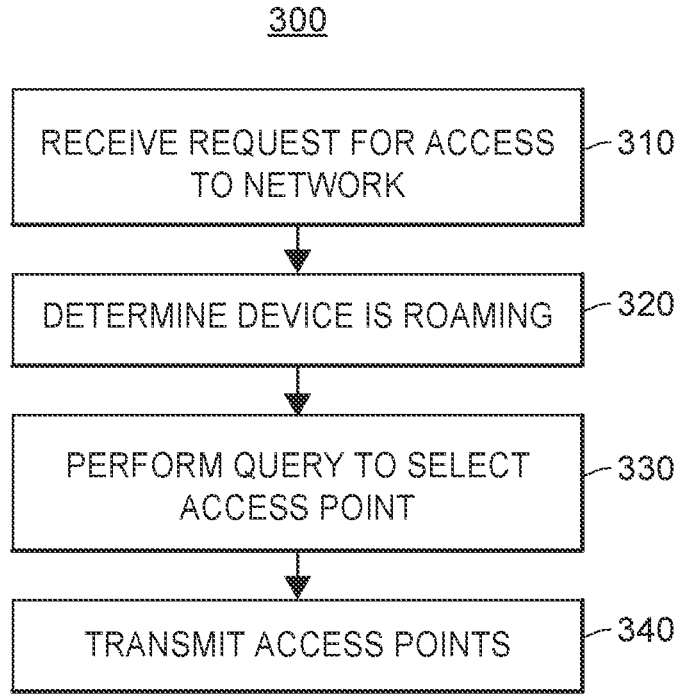 300
RECEIVE REQUEST FOR ACCESS
TO NETWORK
310
DETERMINE DEVICE IS ROAMING
320
PERFORM QUERY TO SELECT
ACCESS POINT
330
TRANSMIT ACCESS POINTS
340